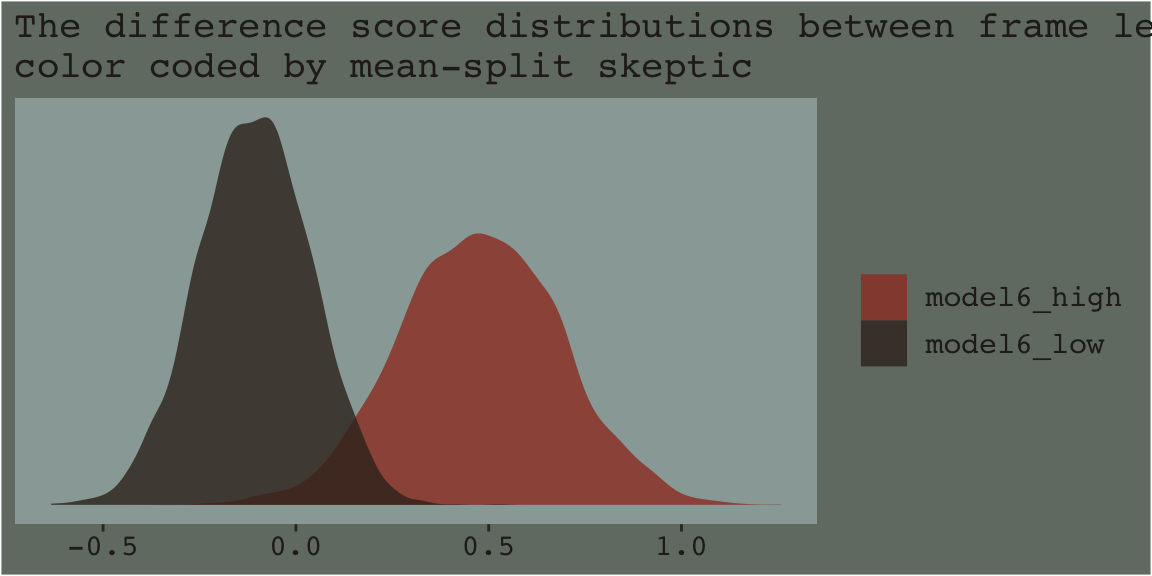 The difference score distributions between frame le
color coded by mean-split skeptic
model6_high
model6_low
−0.5 0.0 0.5 1.0